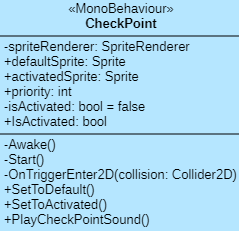 «MonoBehaviour»
CheckPoint
-spriteRenderer: SpriteRenderer
+defaultSprite: Sprite
+activatedSprite: Sprite
+priority: int
-isActivated: bool = false
+IsActivated: bool
-Awake()
-Start()
-OnTriggerEnter2D(collision: Collider2D)
+SetToDefault()
+SetToActivated()
+PlayCheckPointSound()